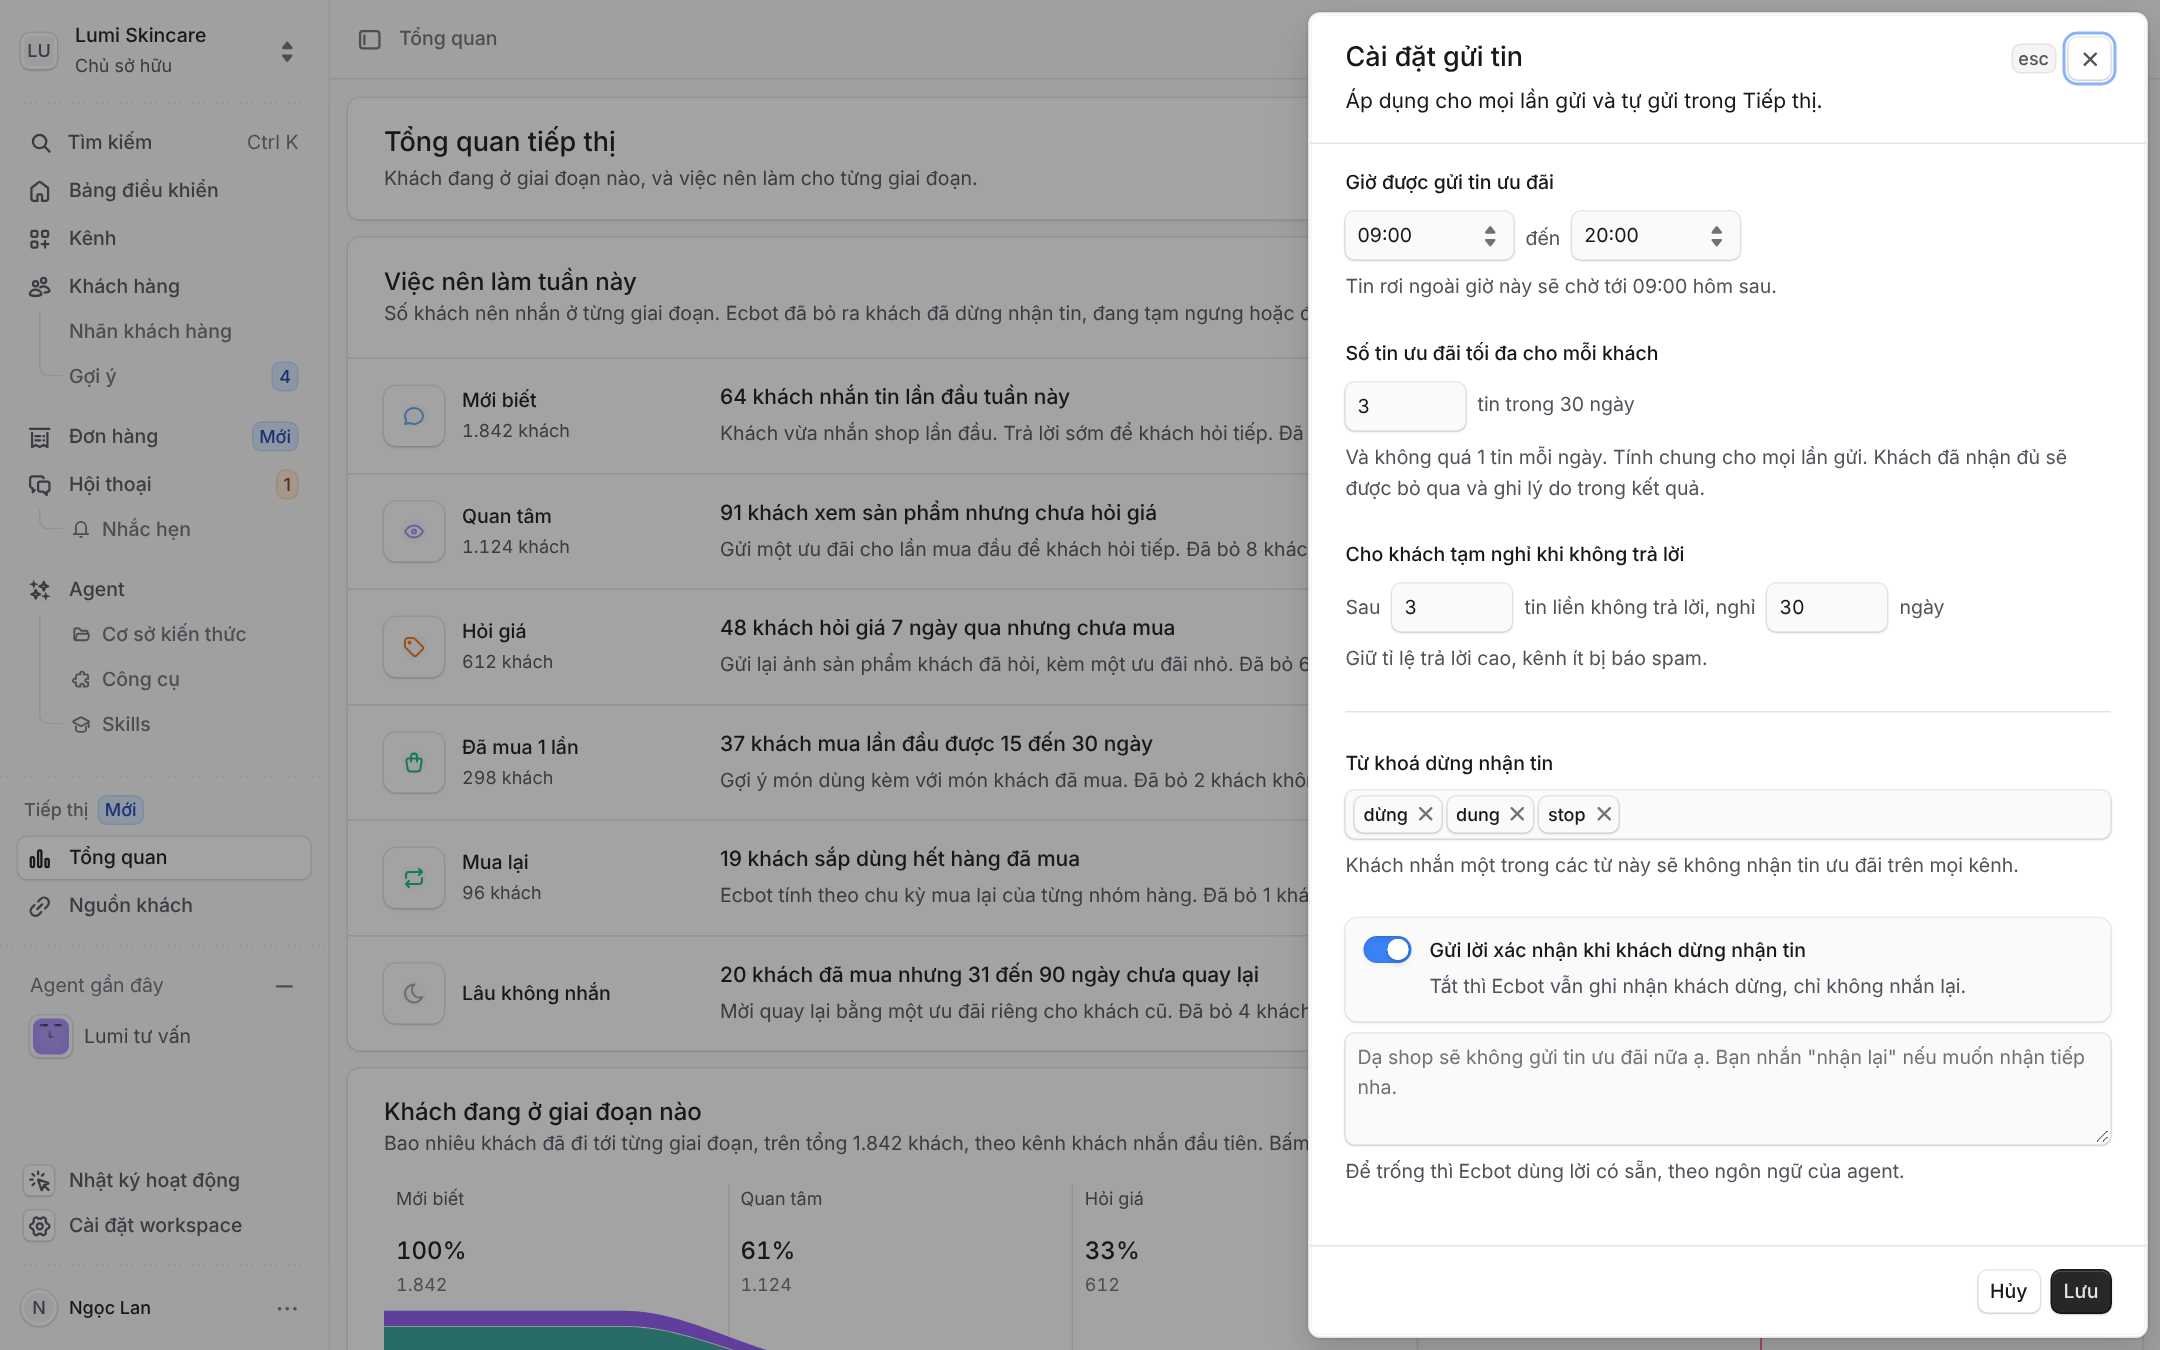 LU
Lumi Skincare
Chủ sở hữu
Tìm kiếm Ctrl K
Bảng điều khiển
Kênh
Khách hàng
Nhãn khách hàng
Gợi ý 4
Đơn hàng Mới
Hội thoại 1
Nhắc hẹn
Agent
Cơ sở kiến thức
Công cụ
Skills
Tiếp thị Mới
Tổng quan
Nguồn khách
Agent gần đây
Lumi tư vấn
Nhật ký hoạt động
Cài đặt workspace
N Ngọc Lan
Tổng quan
Tổng quan tiếp thị
Khách đang ở giai đoạn nào, và việc nên làm cho từng giai đoạn.
Việc nên làm tuần này
Số khách nên nhắn ở từng giai đoạn. Ecbot đã bỏ ra khách đã dừng nhận tin, đang tạm ngưng hoặc
Mới biết
1.842 khách
64 khách nhắn tin lần đầu tuần này
Khách vừa nhắn shop lần đầu. Trả lời sớm để khách hỏi tiếp. Đã
Quan tâm
1.124 khách
91 khách xem sản phẩm nhưng chưa hỏi giá
Gửi một ưu đãi cho lần mua đầu để khách hỏi tiếp. Đã bỏ 8 khác
Hỏi giá
612 khách
48 khách hỏi giá 7 ngày qua nhưng chưa mua
Gửi lại ảnh sản phẩm khách đã hỏi, kèm một ưu đãi nhỏ. Đã bỏ 6
Đã mua 1 lần
298 khách
37 khách mua lần đầu được 15 đến 30 ngày
Gợi ý món dùng kèm với món khách đã mua. Đã bỏ 2 khách khôn
Mua lại
96 khách
19 khách sắp dùng hết hàng đã mua
Ecbot tính theo chu kỳ mua lại của từng nhóm hàng. Đã bỏ 1 khá
Lâu không nhắn
20 khách đã mua nhưng 31 đến 90 ngày chưa quay lại
Mời quay lại bằng một ưu đãi riêng cho khách cũ. Đã bỏ 4 khách
Khách đang ở giai đoạn nào
Bao nhiêu khách đã đi tới từng giai đoạn, trên tổng 1.842 khách, theo kênh khách nhắn đầu tiên. Bấm
Mới biết
100%
1.842
Quan tâm
61%
1.124
Hỏi giá
33%
612
Cài đặt gửi tin
esc
Áp dụng cho mọi lần gửi và tự gửi trong Tiếp thị.
Giờ được gửi tin ưu đãi
09:00 đến 20:00
Tin rơi ngoài giờ này sẽ chờ tới 09:00 hôm sau.
Số tin ưu đãi tối đa cho mỗi khách
3 tin trong 30 ngày
Và không quá 1 tin mỗi ngày. Tính chung cho mọi lần gửi. Khách đã nhận đủ sẽ
được bỏ qua và ghi lý do trong kết quả.
Cho khách tạm nghỉ khi không trả lời
Sau 3 tin liền không trả lời, nghỉ 30 ngày
Giữ tỉ lệ trả lời cao, kênh ít bị báo spam.
Từ khoá dừng nhận tin
dừng dung stop
Khách nhắn một trong các từ này sẽ không nhận tin ưu đãi trên mọi kênh.
Gửi lời xác nhận khi khách dừng nhận tin
Tắt thì Ecbot vẫn ghi nhận khách dừng, chỉ không nhắn lại.
Dạ shop sẽ không gửi tin ưu đãi nữa ạ. Bạn nhắn "nhận lại" nếu muốn nhận tiếp
nha.
Để trống thì Ecbot dùng lời có sẵn, theo ngôn ngữ của agent.
Hủy Lưu